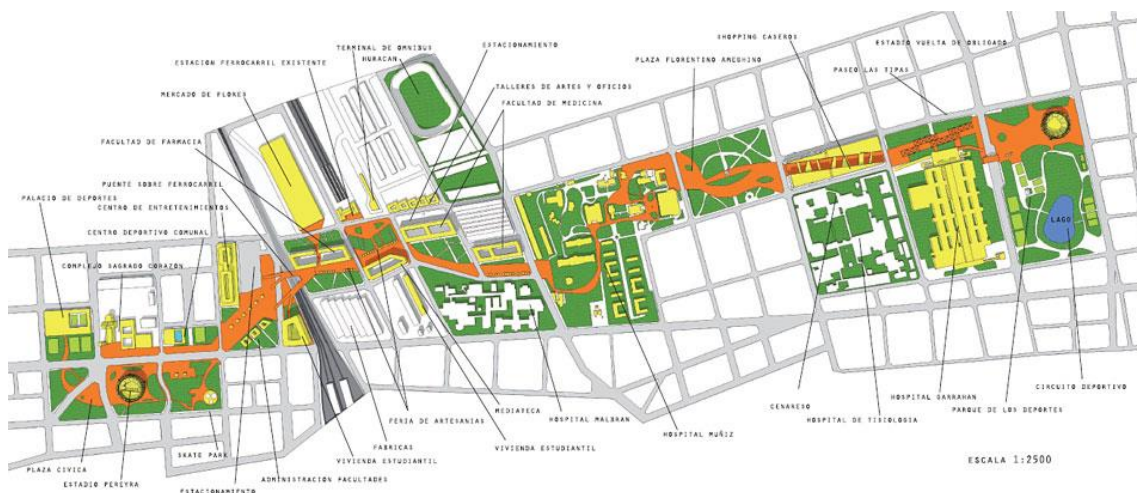 SHOPPING CASEROS
TERMINAL DE OMNIBUS
ESTACIONAMIENTO
ESTADIO VUELTA DE OBLIGADO
HURACAN
ESTACION FERROCARRIL EXISTENTE
PLAZA FLORENTINO AMEGHINO
PASEO LAS TIPAS
MERCADO DE FLORES
TALLERES DE ARTES Y OFICIOS
FACULTAD DE MEDICINA
FACULTAD DE FARMACIA
PUENTE SOBRE FERROCARRIL
PALACIO DE DEPORTES
CENTRO DE ENTRETENIMIENTOS
CENTRO DEPORTIVO COMUNAL
LAGO
COMPLEJO SAGRADO CORAZON
CIRCUITO DEPORTIVO
HOSPITAL GARRAHAN
CENARESO
PARQUE DE LOS DEPORTES
MEDIATECA
HOSPITAL MALBRAN
HOSPITAL DE TISIOLOGIA
FERIA DE ARTESANIAS
HOSPITAL MUÑIZ
FABRICAS
VIVIENDA ESTUDIANTIL
SKATE PARK
VIVIENDA ESTUDIANTIL
ESCALA 1:2500
PLAZA CIVICA
ADMINISTRACIÓN FACULTADES
ESTADIO PEREYRA
ESTACIONAMIENTO